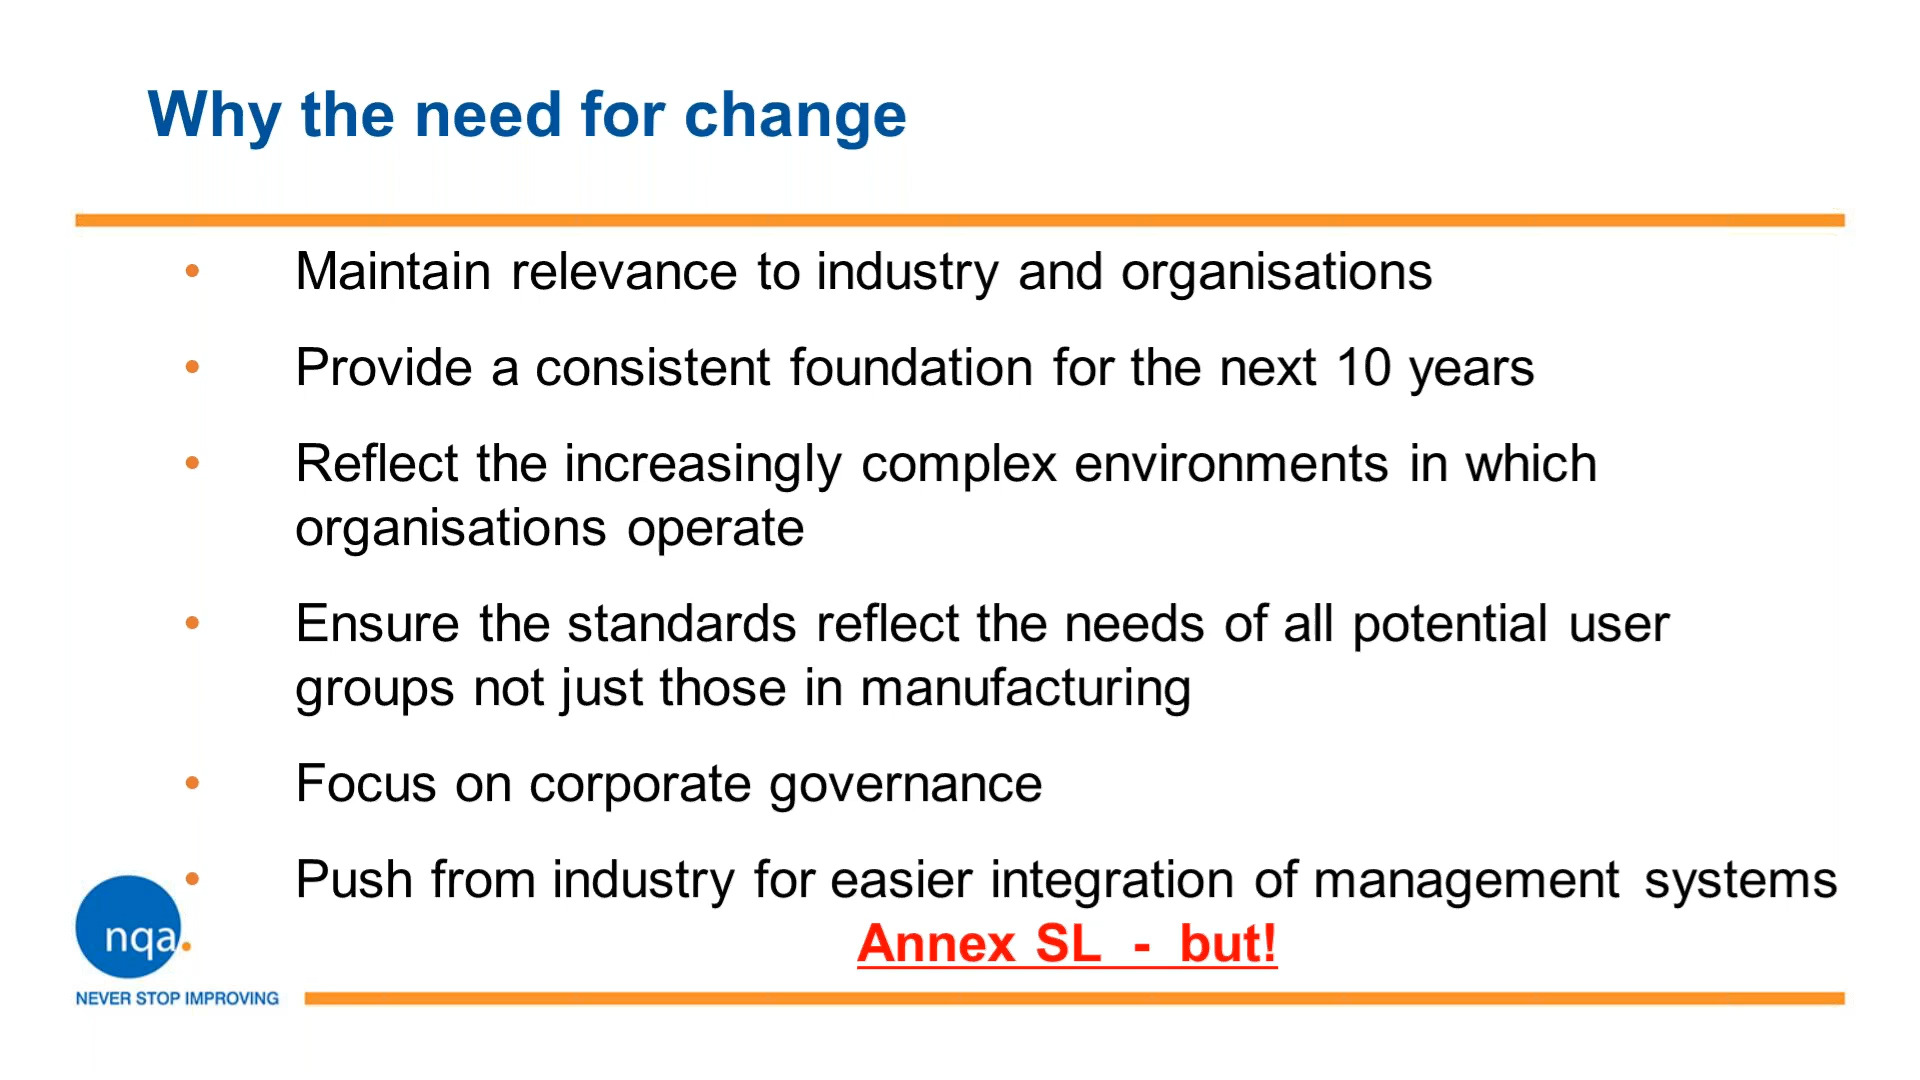 Why the need for change
• Maintain relevance to industry and organisations
• Provide a consistent foundation for the next 10 years
• Reflect the increasingly complex environments in which
organisations operate
• Ensure the standards reflect the needs of all potential user
groups not just those in manufacturing
• Focus on corporate governance
• Push from industry for easier integration of management systems
Annex SL - but!
nqa.
NEVER STOP IMPROVING